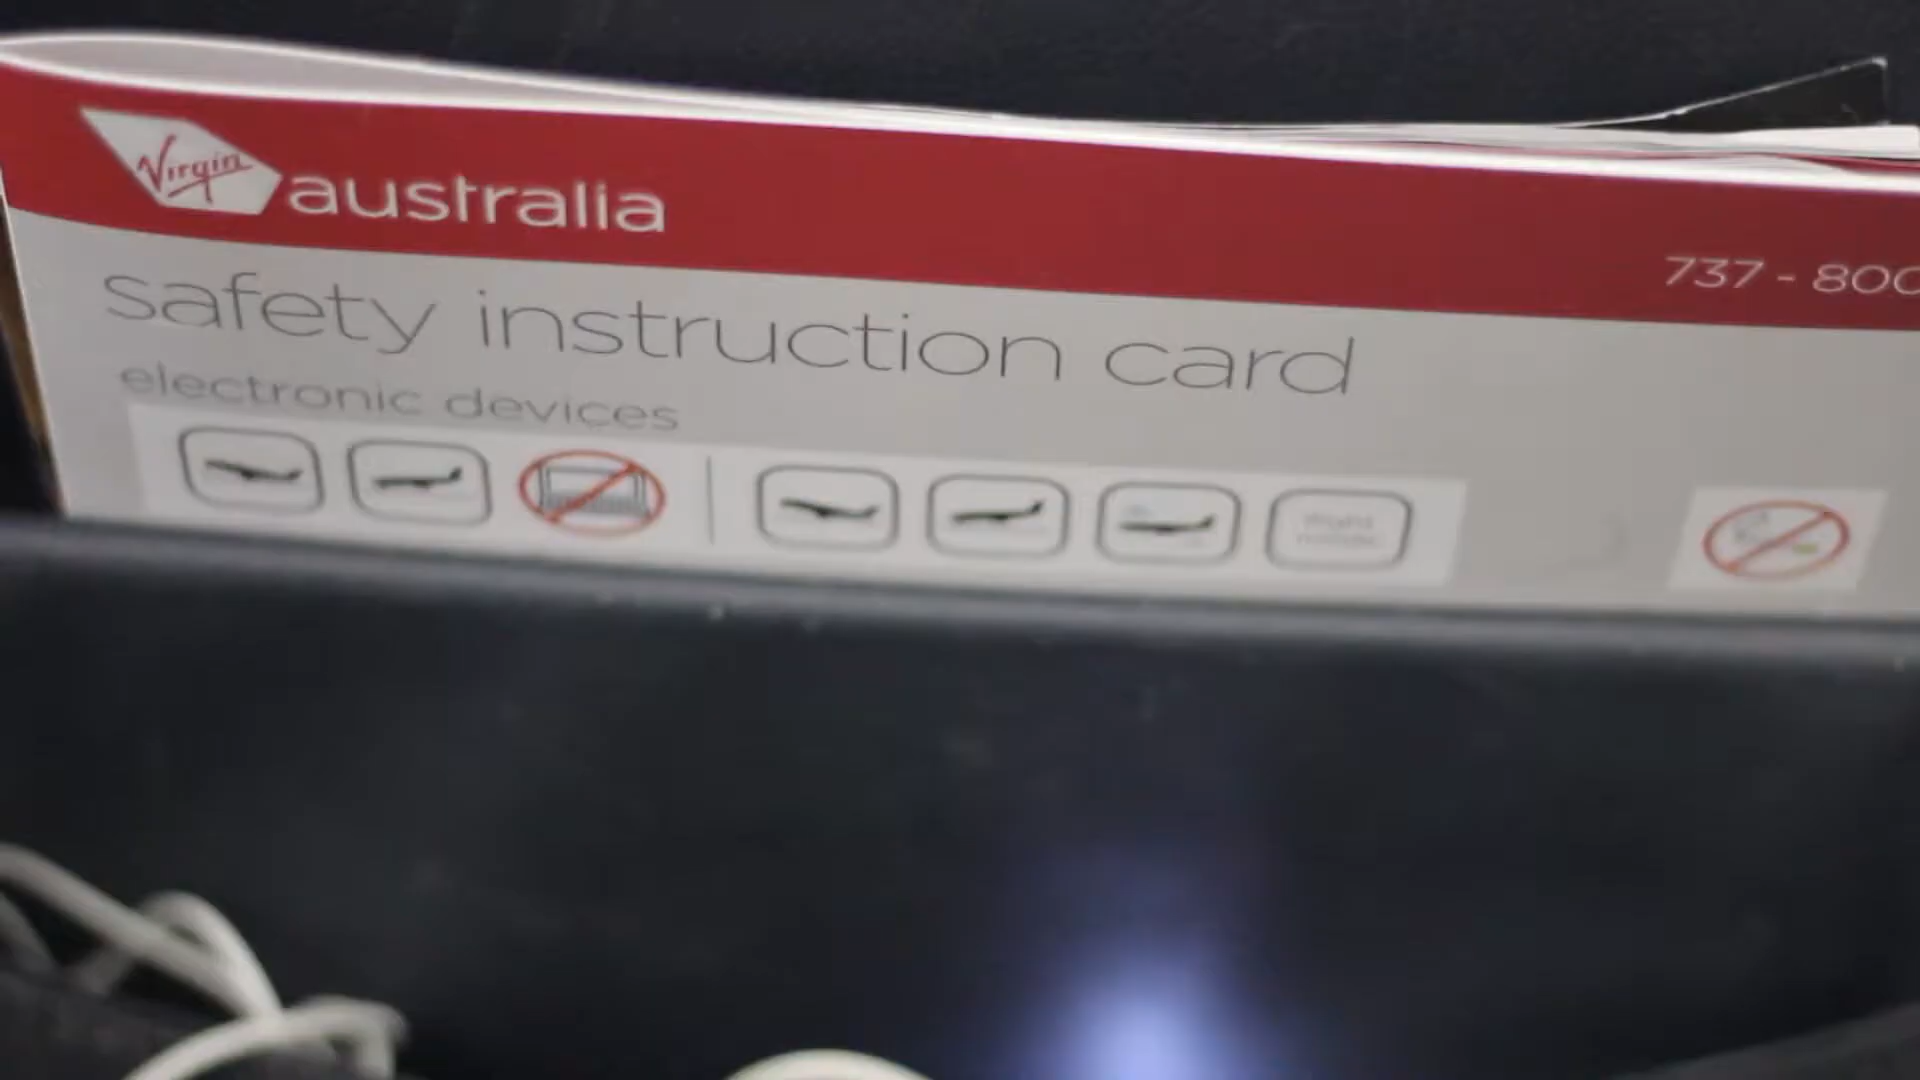 Virgin australia
737 - 800
safety instruction card
electronic devices